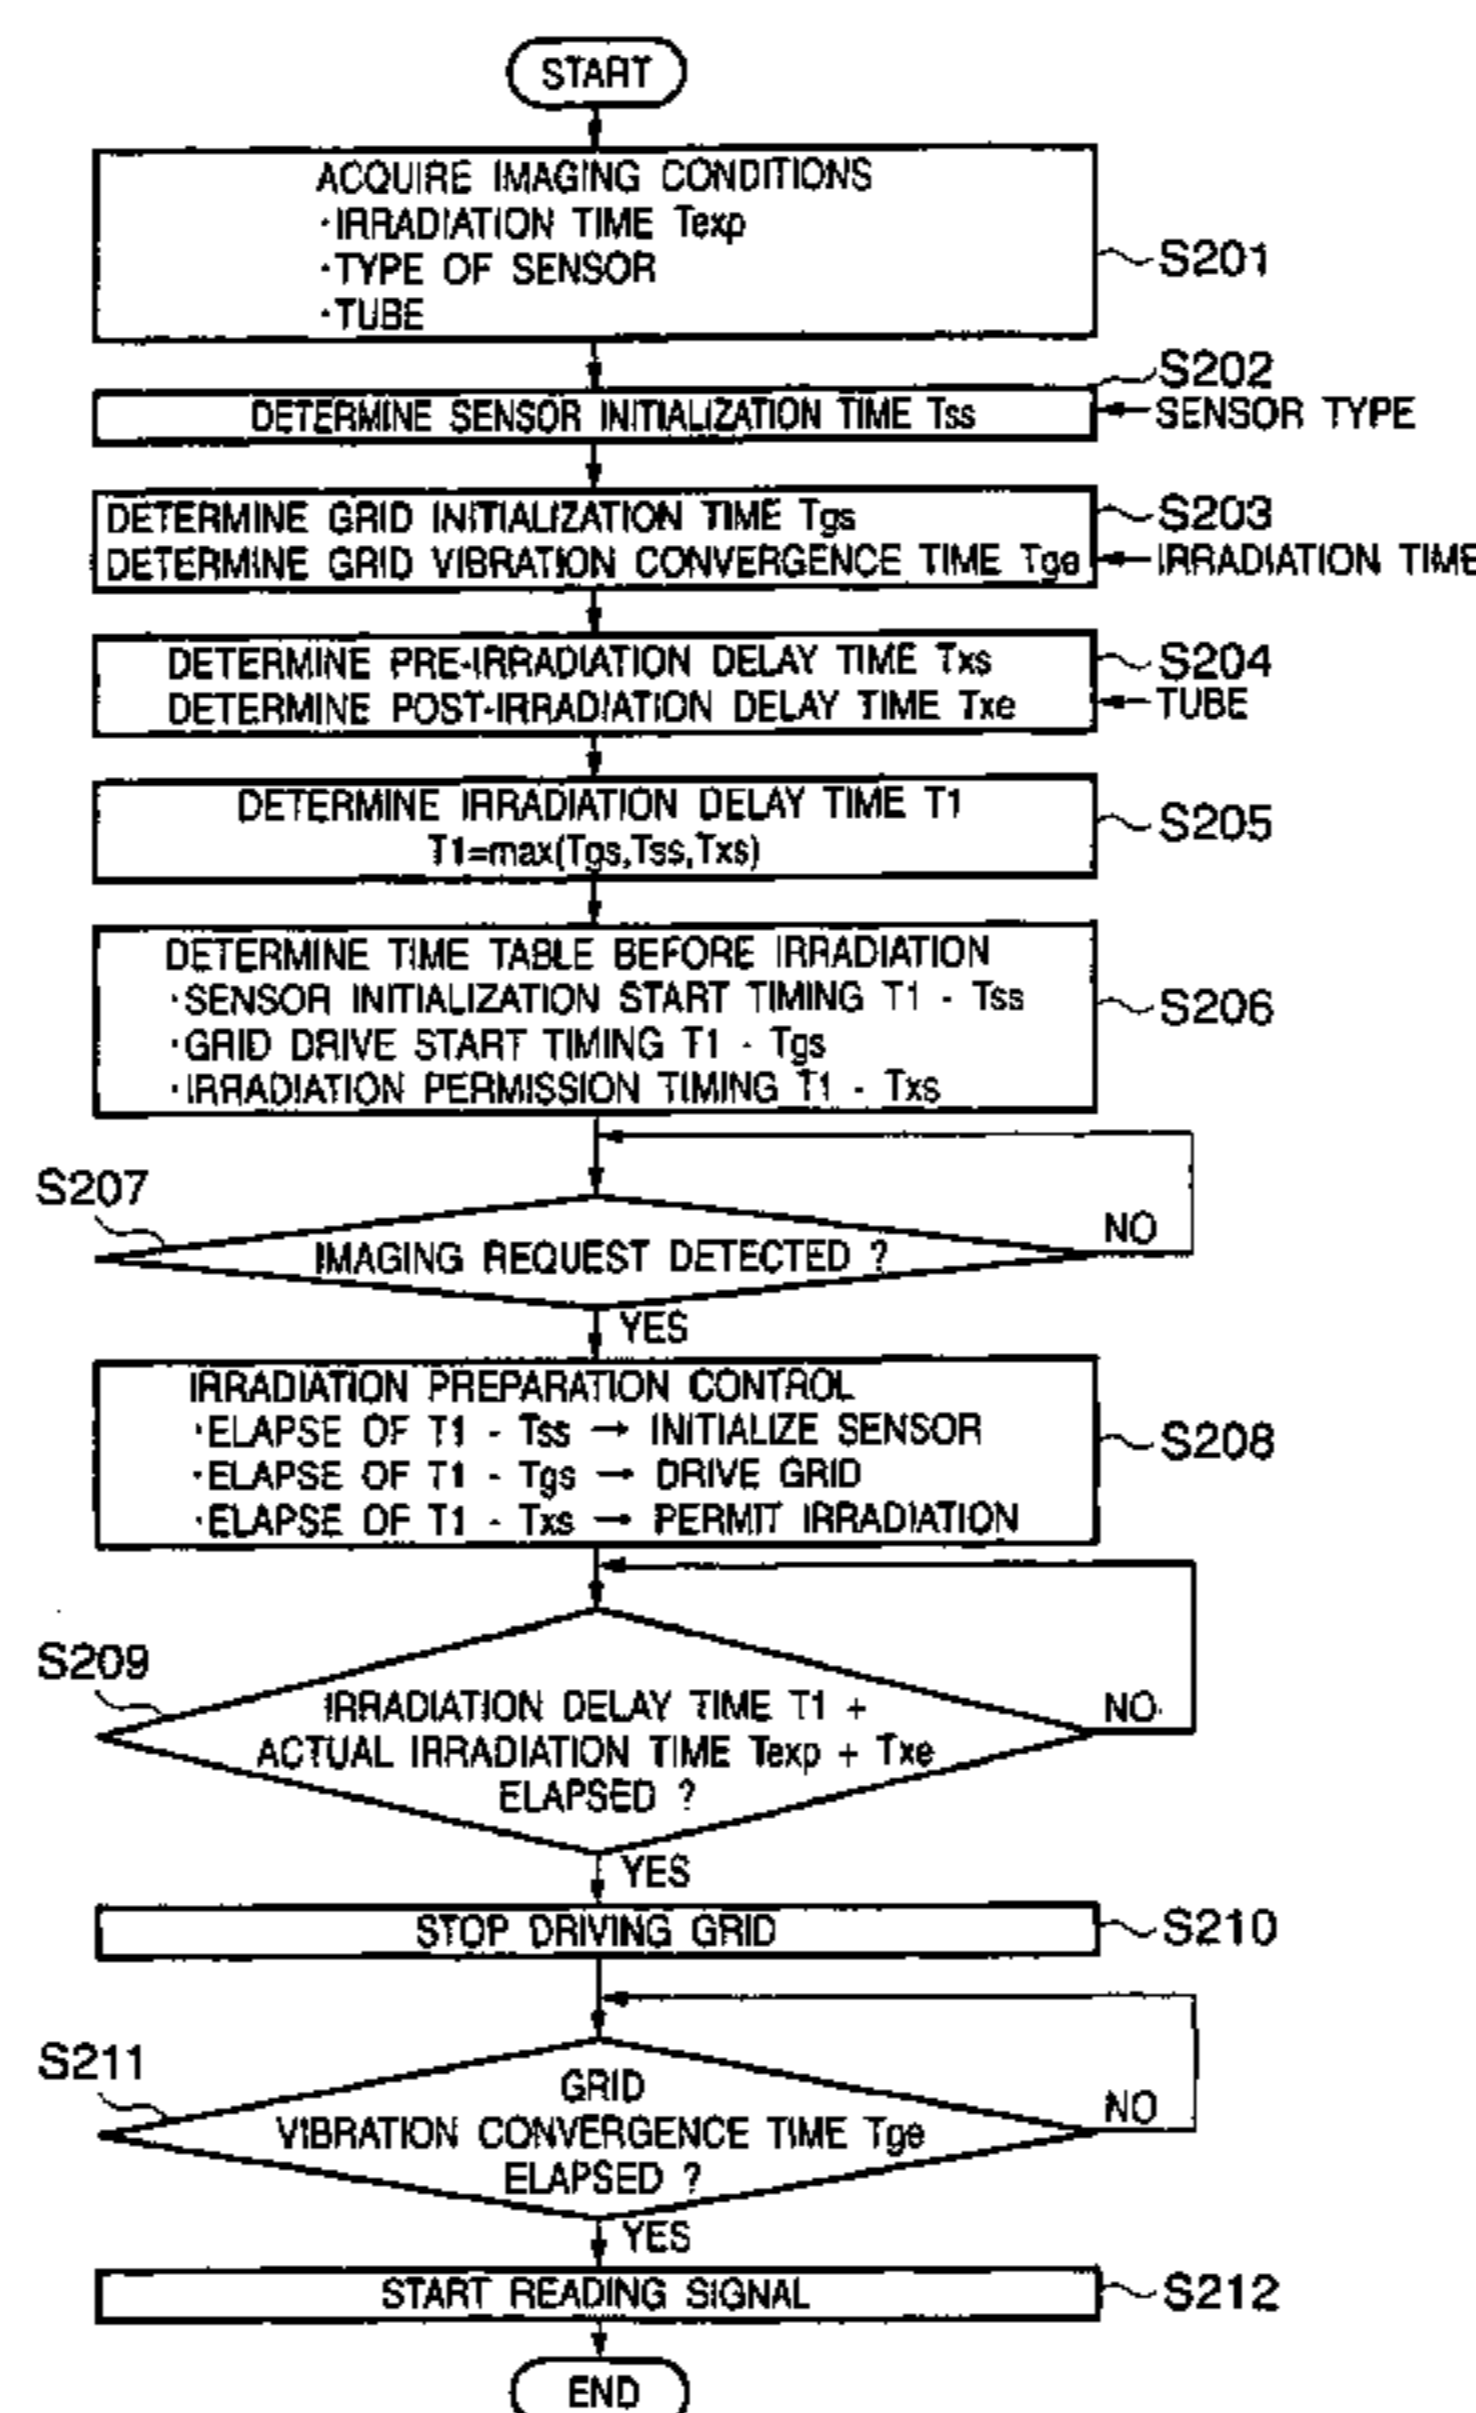 START
ACQUIRE IMAGING CONDITIONS
·IRRADIATION TIME Texp
·TYPE OF SENSOR
·TUBE
S201
S202
DETERMINE SENSOR INITIALIZATION TIME Tss
SENSOR TYPE
DETERMINE GRID INITIALIZATION TIME Tgs
S203
DETERMINE GRID VIBRATION CONVERGENCE TIME Tge
IRRADIATION TIME
DETERMINE PRE-IRRADIATION DELAY TIME Txs
S204
DETERMINE POST-IRRADIATION DELAY TIME Txe
TUBE
DETERMINE IRRADIATION DELAY TIME T1
T1=max(Tgs,Tss,Txs)
S205
DETERMINE TIME TABLE BEFORE IRRADIATION
·SENSOR INITIALIZATION START TIMING T1 - Tss
·GRID DRIVE START TIMING T1 - Tgs
·IRRADIATION PERMISSION TIMING T1 - Txs
S206
S207
IMAGING REQUEST DETECTED ?
NO
YES
IRRADIATION PREPARATION CONTROL
·ELAPSE OF T1 - Tss → INITIALIZE SENSOR
·ELAPSE OF T1 - Tgs → DRIVE GRID
·ELAPSE OF T1 - Txs → PERMIT IRRADIATION
S208
S209
IRRADIATION DELAY TIME T1 +
ACTUAL IRRADIATION TIME Texp + Txe
ELAPSED ?
NO
YES
STOP DRIVING GRID
S210
S211
GRID
VIBRATION CONVERGENCE TIME Tge
ELAPSED ?
NO
YES
START READING SIGNAL
S212
END